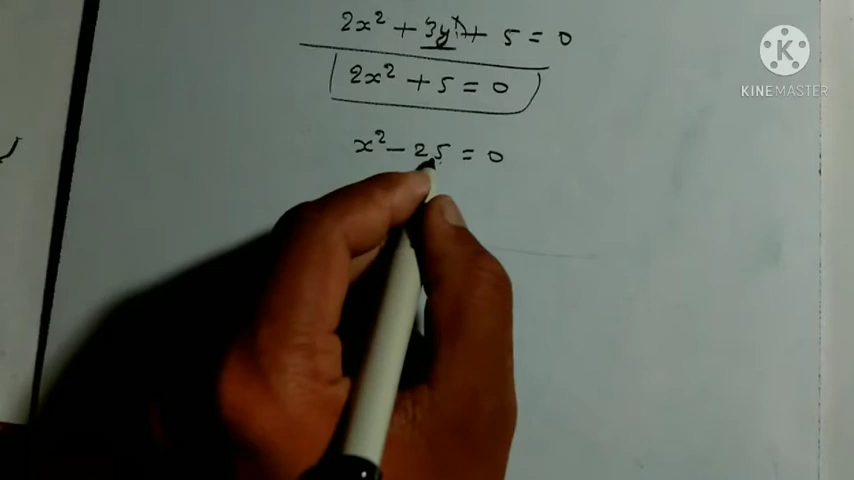 2x² + 3y + 5 = 0
2x² + 5 = 0
x² - 25 = 0
K
KINEMASTER